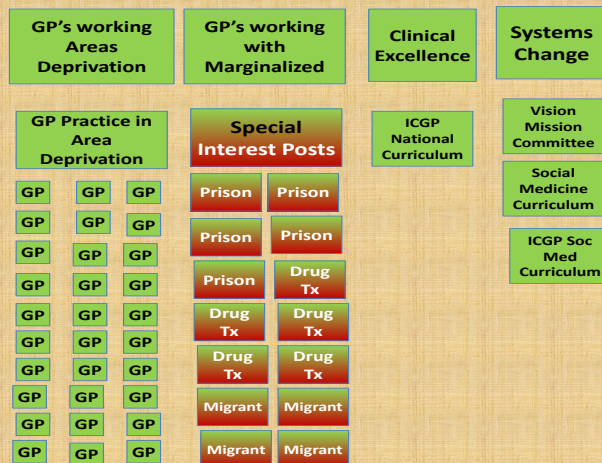 GP's working
Areas
Deprivation
GP's working
with
Marginalized
Clinical
Excellence
Systems
Change
GP Practice in
Area
Deprivation
Special
Interest Posts
ICGP
National
Curriculum
Vision
Mission
Committee
Social
Medicine
Curriculum
ICGP Soc
Med
Curriculum
GP GP GP
GP GP GP
GP GP GP
GP GP GP
GP GP GP
GP GP GP
GP GP GP
GP GP GP
GP GP GP
GP GP GP
Prison Prison
Prison Prison
Prison
Drug
Tx
Drug
Tx
Drug
Tx
Drug
Tx
Drug
Tx
Migrant Migrant
Migrant Migrant